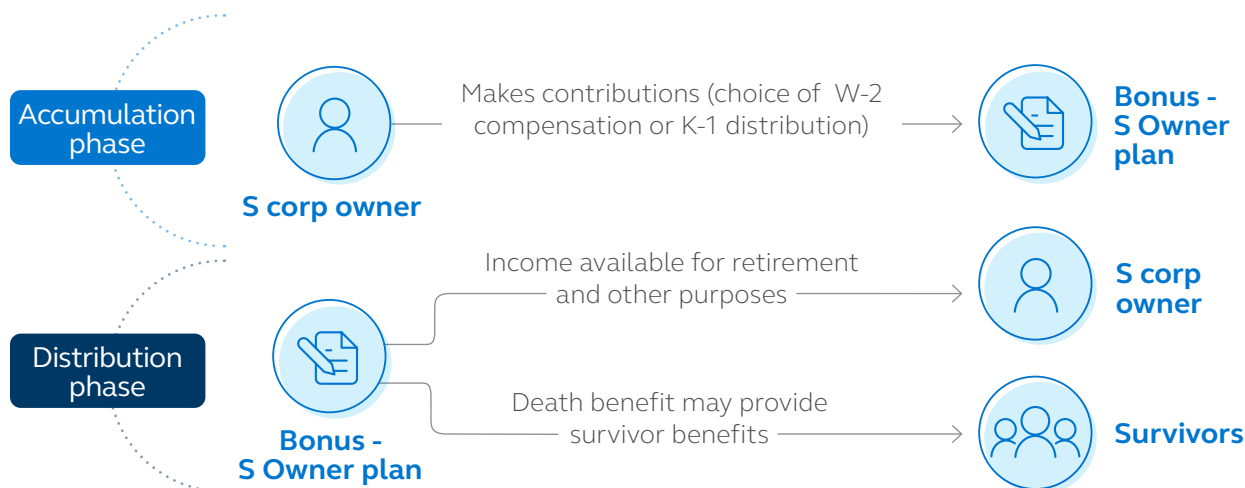 Accumulation
phase
S corp owner
Makes contributions (choice of W-2
compensation or K-1 distribution)
Bonus -
S Owner
plan
Distribution
phase
Bonus -
S Owner plan
Income available for retirement
and other purposes
S corp
owner
Death benefit may provide
survivor benefits
Survivors